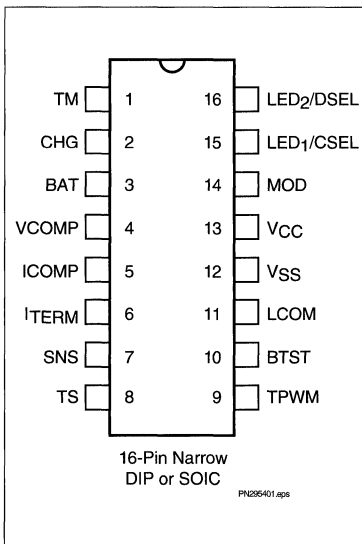 TM 1 16 LED2/DSEL
CHG 2 15 LED1/CSEL
BAT 3 14 MOD
VCOMP 4 13 VCC
ICOMP 5 12 VSS
ITERM 6 11 LCOM
SNS 7 10 BTST
TS 8 9 TPWM
16-Pin Narrow
DIP or SOIC
PN295401.eps